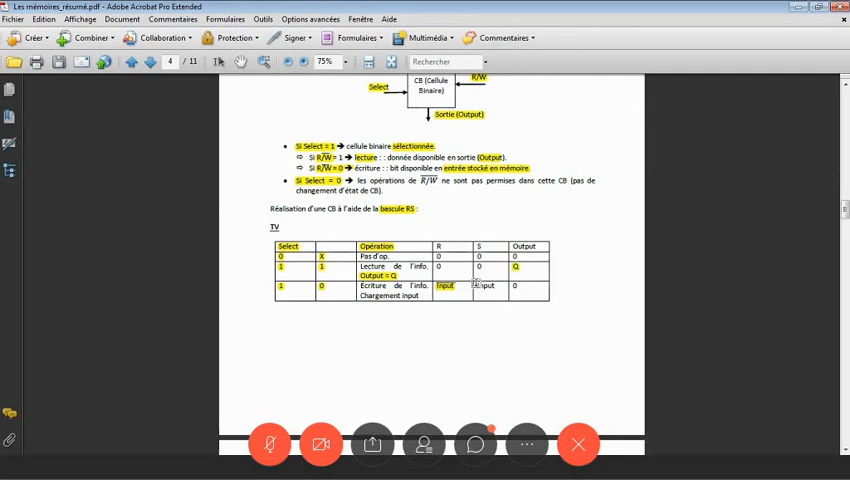 Les mémoires_résumé.pdf - Adobe Acrobat Pro Extended
Fichier Edition Affichage Document Commentaires Formulaires Outils Options avancées Fenêtre Aide
Créer Combiner Collaboration Protection Signer Formulaires Multimédia Commentaires
4 / 11 75% Rechercher
CB (Cellule
Binaire)
R/W
Select
Sortie (Output)
• Si Select = 1 → cellule binaire sélectionnée.
⇨ Si R/W̅ = 1 → lecture : : donnée disponible en sortie (Output).
⇨ Si R/W̅ = 0 → écriture : : bit disponible en entrée stocké en mémoire.
• Si Select = 0 → les opérations de R/W ne sont pas permises dans cette CB (pas de
changement d'état de CB).
Réalisation d'une CB à l'aide de la bascule RS :
TV
Select Opération R S Output
0 X Pas d'op. 0 0 0
1 1 Lecture de l'info. 0 0 Q
Output = Q
1 0 Ecriture de l'info. Input Input 0
Chargement input